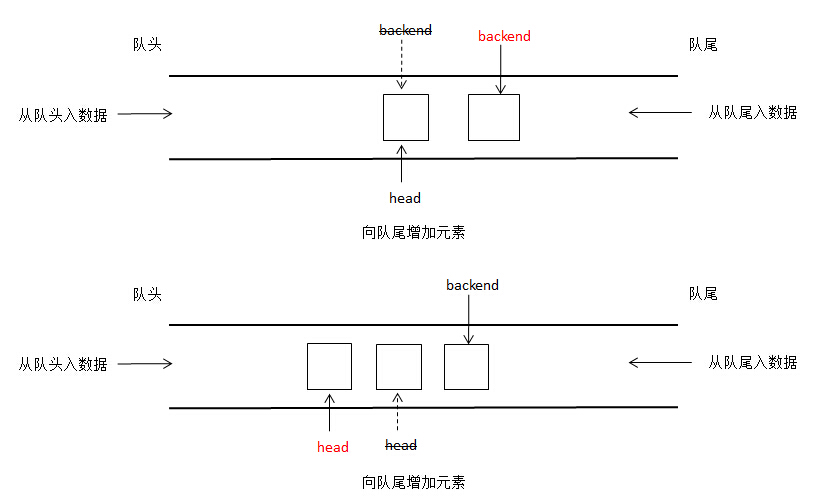 backend
backend
队头
队尾
从队头入数据
从队尾入数据
head
向队尾增加元素
backend
队头
队尾
从队头入数据
从队尾入数据
head
head
向队尾增加元素